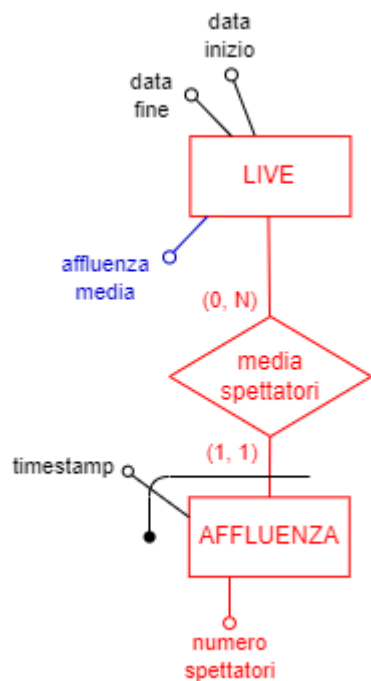 data
inizio
data
fine
LIVE
affluenza
media
(0, N)
media
spettatori
(1, 1)
timestamp
AFFLUENZA
numero
spettatori